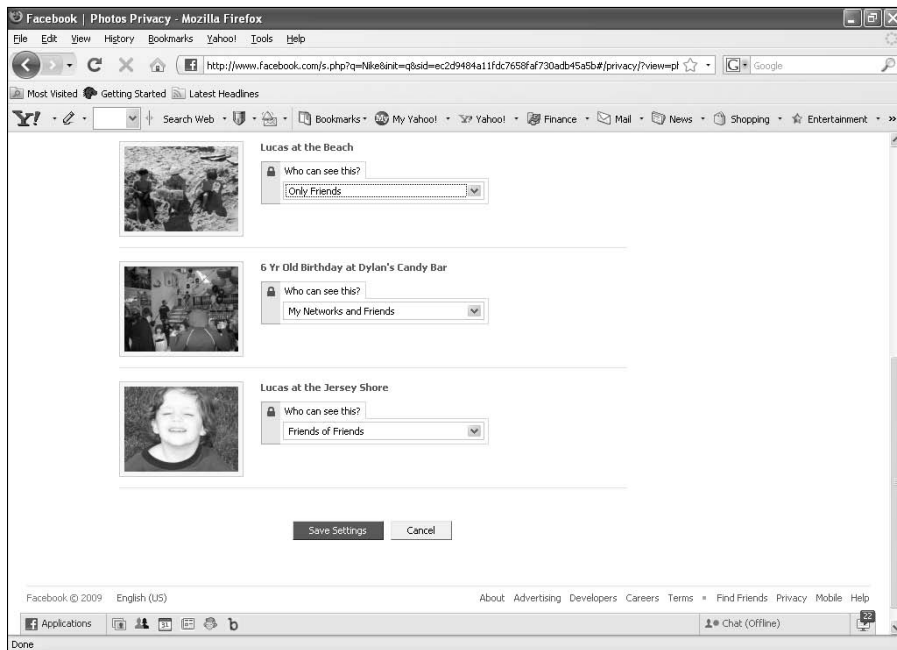 Facebook | Photos Privacy - Mozilla Firefox
File Edit View History Bookmarks Yahoo! Tools Help
http://www.facebook.com/s.php?q=Nike&init=q&sid=ec2d9484a11fdc7658faf730adb45a5b#/privacy/?view=pl
Google
Most Visited Getting Started Latest Headlines
Y! Search Web Bookmarks My Yahoo! Yahoo! Finance Mail News Shopping Entertainment »
Lucas at the Beach
Who can see this?
Only Friends
6 Yr Old Birthday at Dylan's Candy Bar
Who can see this?
My Networks and Friends
Lucas at the Jersey Shore
Who can see this?
Friends of Friends
Save Settings Cancel
Facebook © 2009 English (US) About Advertising Developers Careers Terms Find Friends Privacy Mobile Help
Applications 31 b Chat (Offline) 22
Done